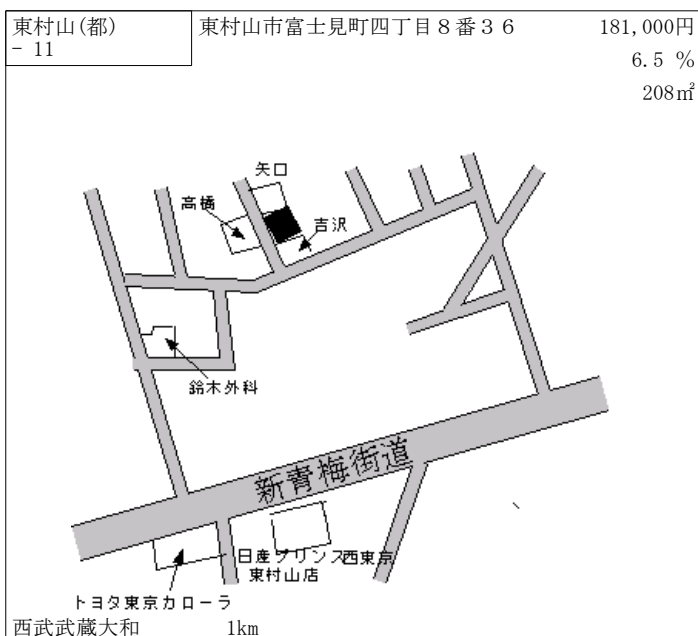 東村山(都) 東村山市富士見町四丁目８番３６ 181,000円
- 11
6.5 %
208㎡
矢口
高橋
吉沢
鈴木外科
新青梅街道
日産プリンス西東京
東村山店
トヨタ東京カローラ
西武武蔵大和 1km